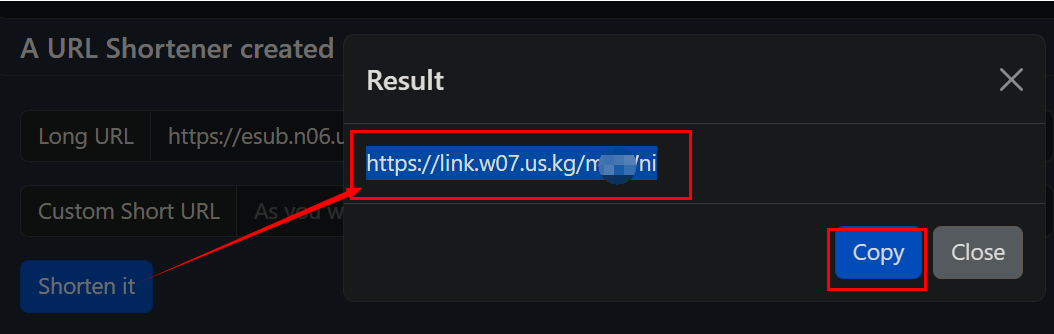 A URL Shortener created
Result
Long URL
https://esub.n06.u
https://link.w07.us.kg/m
/ni
Custom Short URL
As you w
Copy
Close
Shorten it